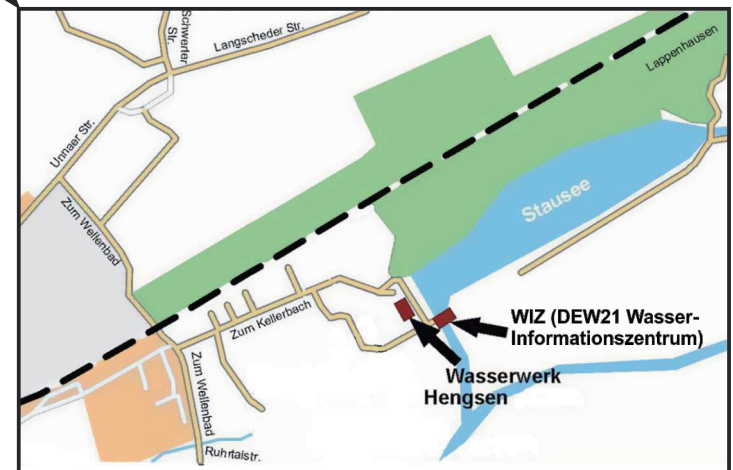 Schwerter
Str.
Langscheder Str.
Lappenhausen
Unnaer Str.
Zum Wellenbad
Stausee
Zum Kellerbach
WIZ (DEW21 Wasser-
Informationszentrum)
Zum Wellenbad
Wasserwerk
Hengsen
Ruhrtalstr.